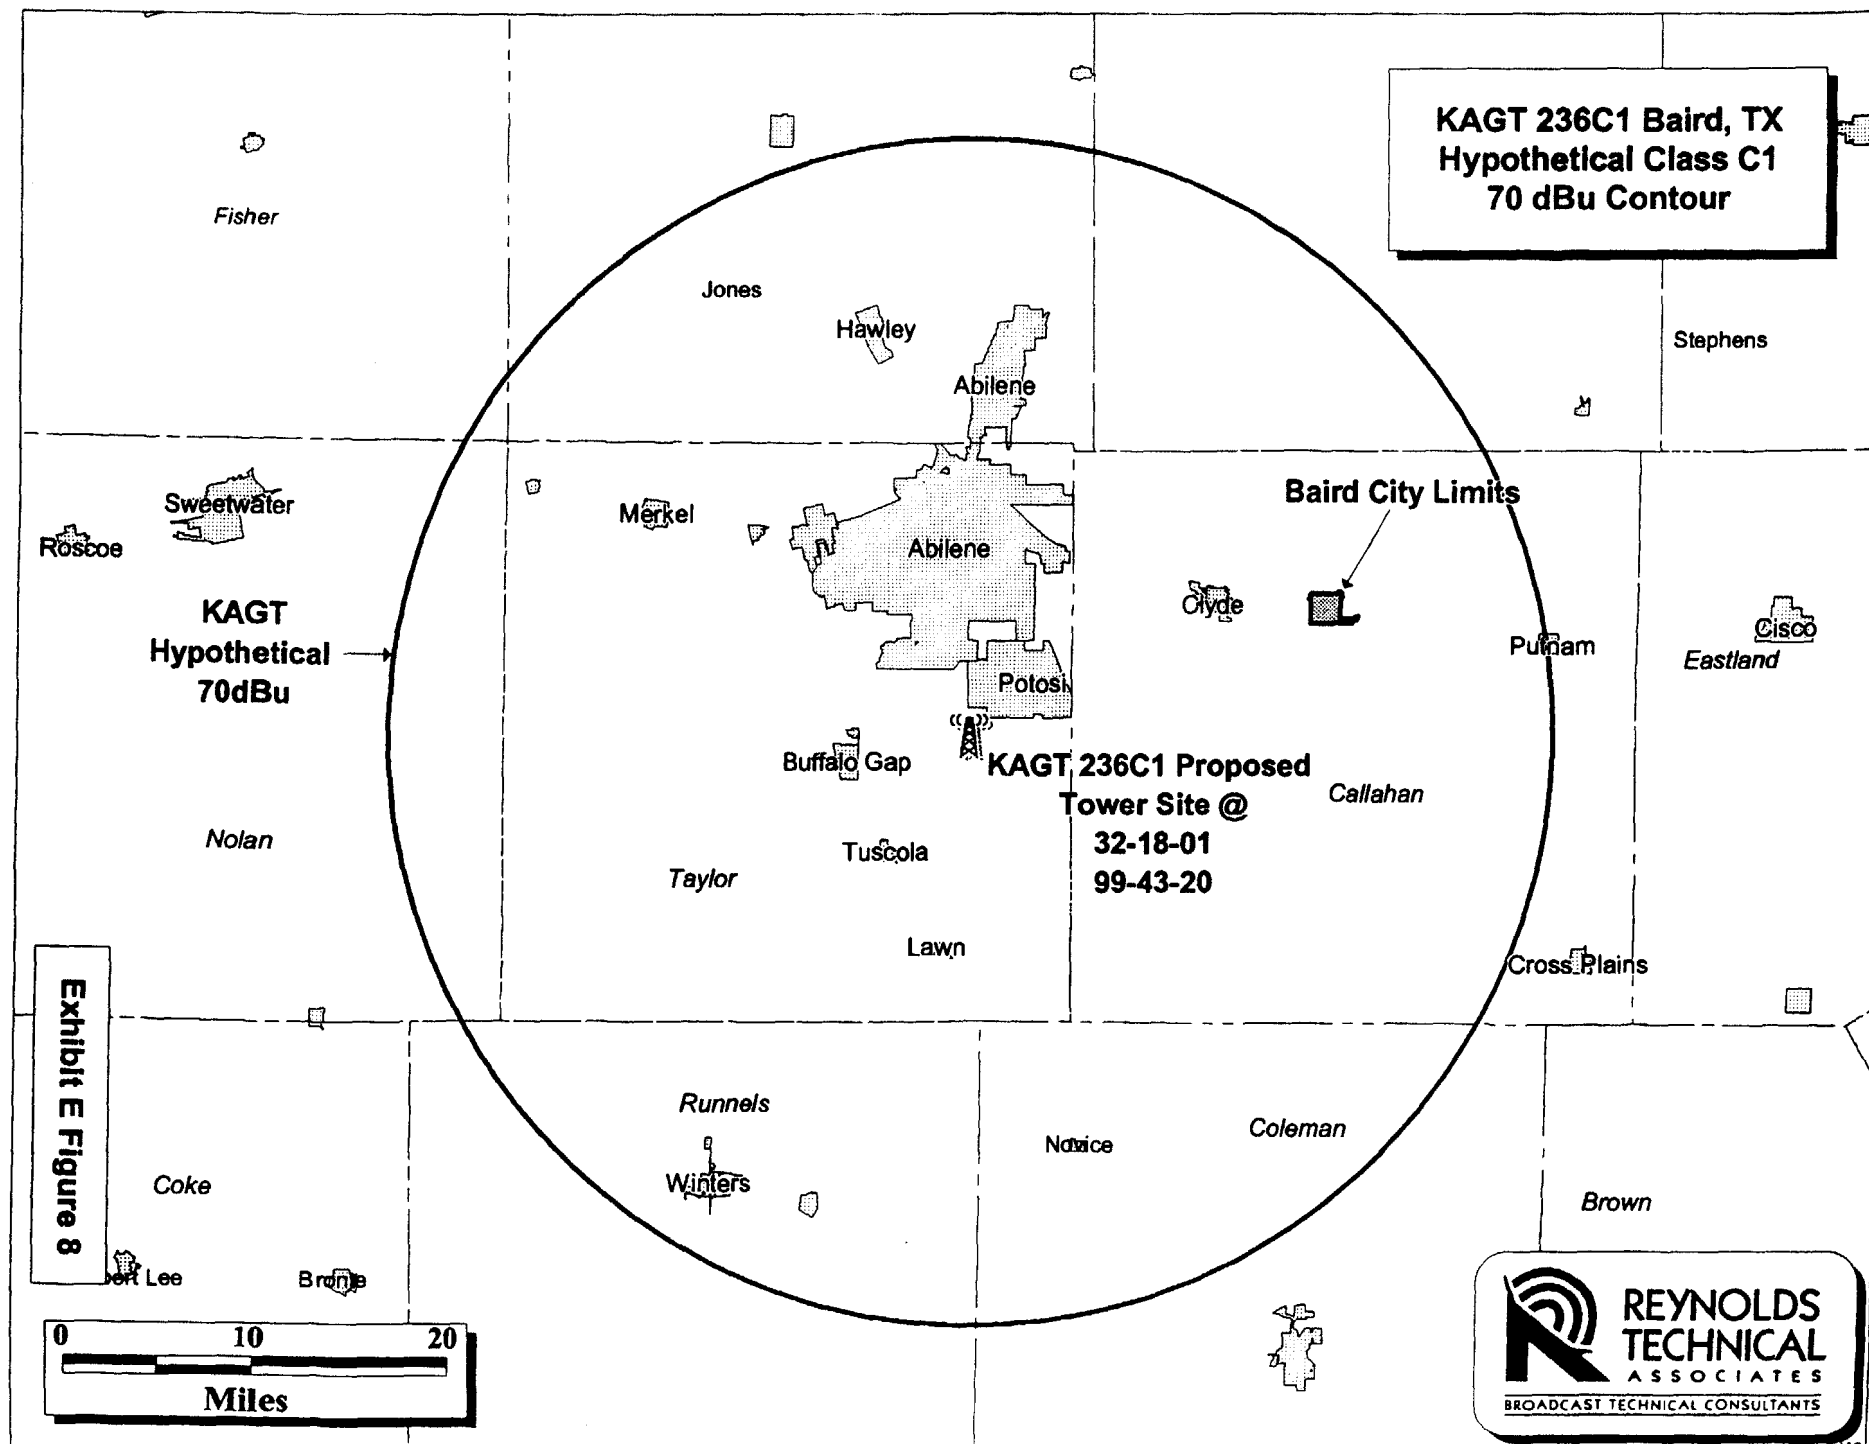 KAGT 236C1 Baird, TX
Hypothetical Class C1
70 dBu Contour
Fisher
Jones
Hawley
Abilene
Stephens
Sweetwater
Roscoe
Merkel
Abilene
Baird City Limits
Clyde
Putnam
Cisco
Eastland
KAGT
Hypothetical
70dBu
Potosi
Buffalo Gap
KAGT 236C1 Proposed
Tower Site @
32-18-01
99-43-20
Callahan
Nolan
Tuscola
Taylor
Lawn
Cross Plains
Exhibit E Figure 8
Runnels
Novice
Coleman
Coke
Winters
Brown
Lee
Bronte
0 10 20
Miles
REYNOLDS
TECHNICAL
ASSOCIATES
BROADCAST TECHNICAL CONSULTANTS